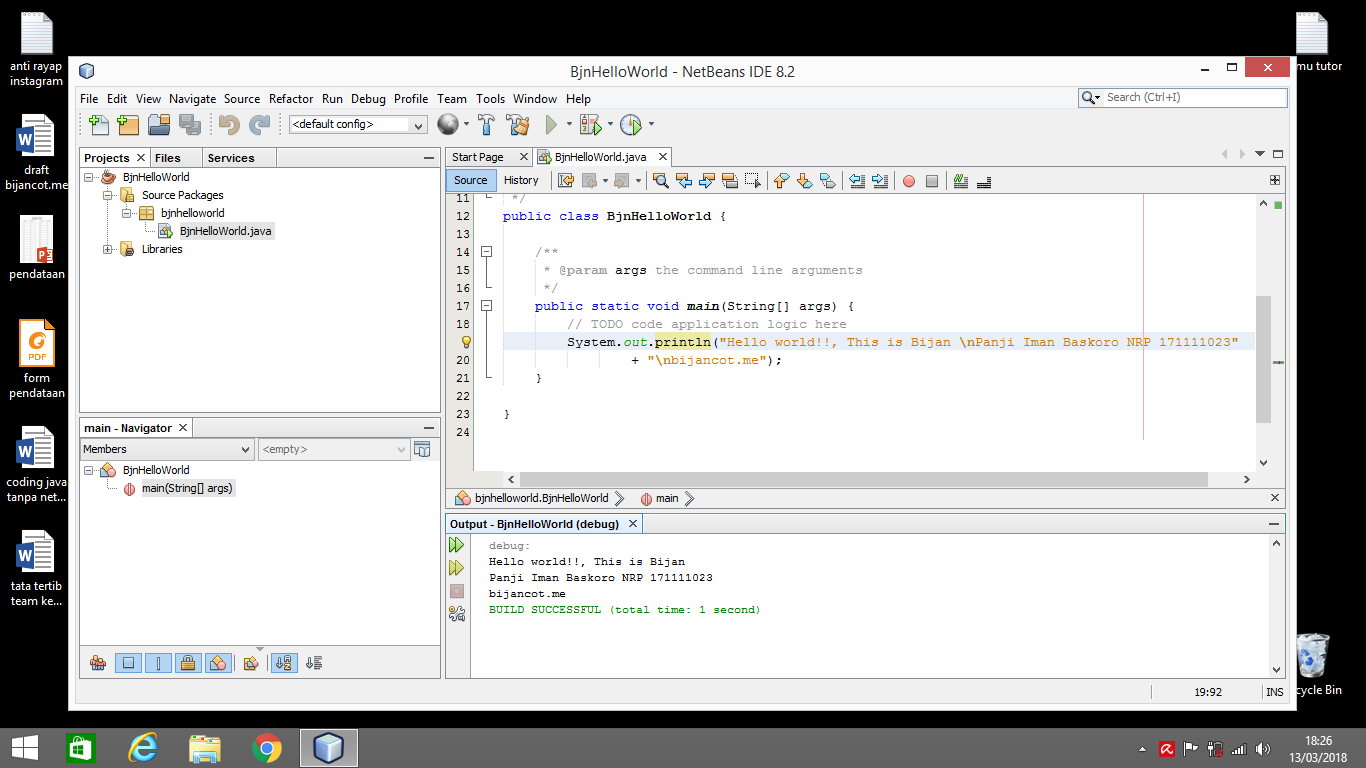 anti rayap
instagram
draft
bijancot.me
pendataan
PDF
form
pendataan
coding java
tanpa net...
tata tertib
team ke...
mu tutor
cycle Bin
BjnHelloWorld - NetBeans IDE 8.2
File Edit View Navigate Source Refactor Run Debug Profile Team Tools Window Help
Search (Ctrl+I)
<default config>
Projects Files Services
BjnHelloWorld
Source Packages
bjnhelloworld
BjnHelloWorld.java
Libraries
main - Navigator
Members <empty>
BjnHelloWorld
main(String[] args)
Start Page BjnHelloWorld.java
Source History
11 */
12 public class BjnHelloWorld {
13
14 /**
15 * @param args the command line arguments
16 */
17 public static void main(String[] args) {
18 // TODO code application logic here
System.out.println("Hello world!!, This is Bijan \nPanji Iman Baskoro NRP 171111023"
20 + "\nbijancot.me");
21 }
22
23 }
24
bjnhelloworld.BjnHelloWorld main
Output - BjnHelloWorld (debug)
debug:
Hello world!!, This is Bijan
Panji Iman Baskoro NRP 171111023
bijancot.me
BUILD SUCCESSFUL (total time: 1 second)
19:92 INS
18:26
13/03/2018